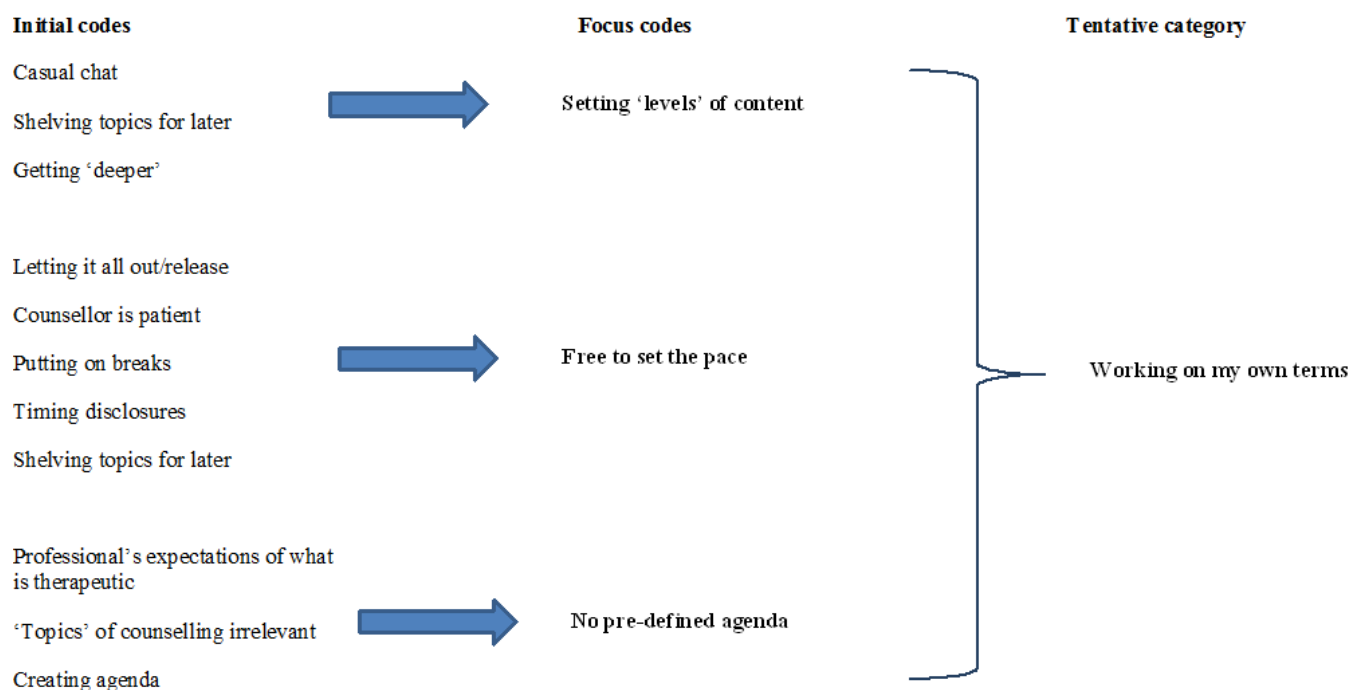 Initial codes
Focus codes
Tentative category
Casual chat
Shelving topics for later
Getting ‘deeper’
Setting ‘levels’ of content
Letting it all out/release
Counsellor is patient
Putting on breaks
Timing disclosures
Shelving topics for later
Free to set the pace
Working on my own terms
Professional’s expectations of what
is therapeutic
‘Topics’ of counselling irrelevant
Creating agenda
No pre-defined agenda